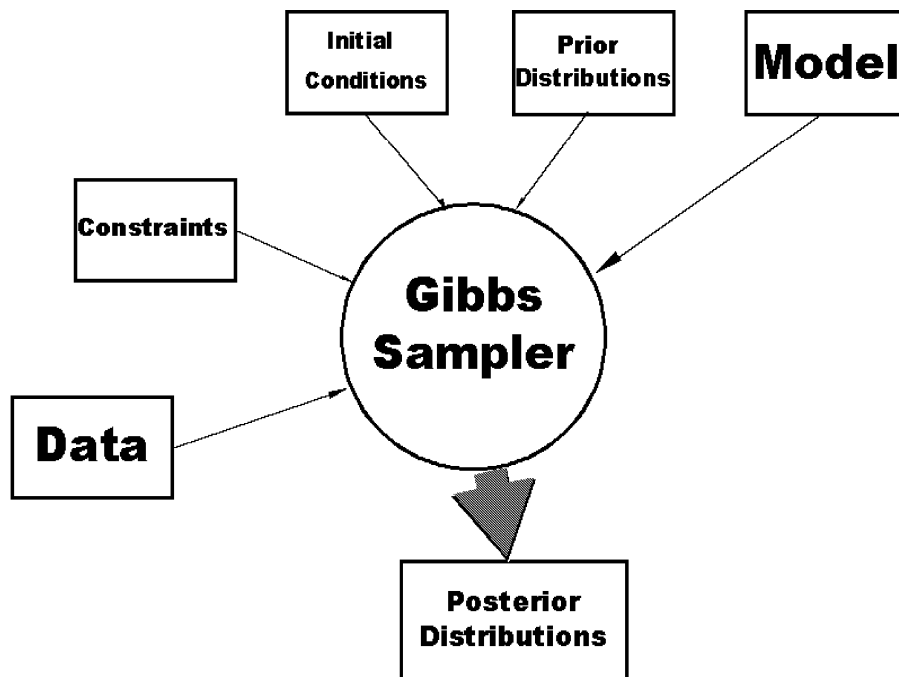 Initial
Conditions
Prior
Distributions
Model
Constraints
Gibbs
Sampler
Data
Posterior
Distributions